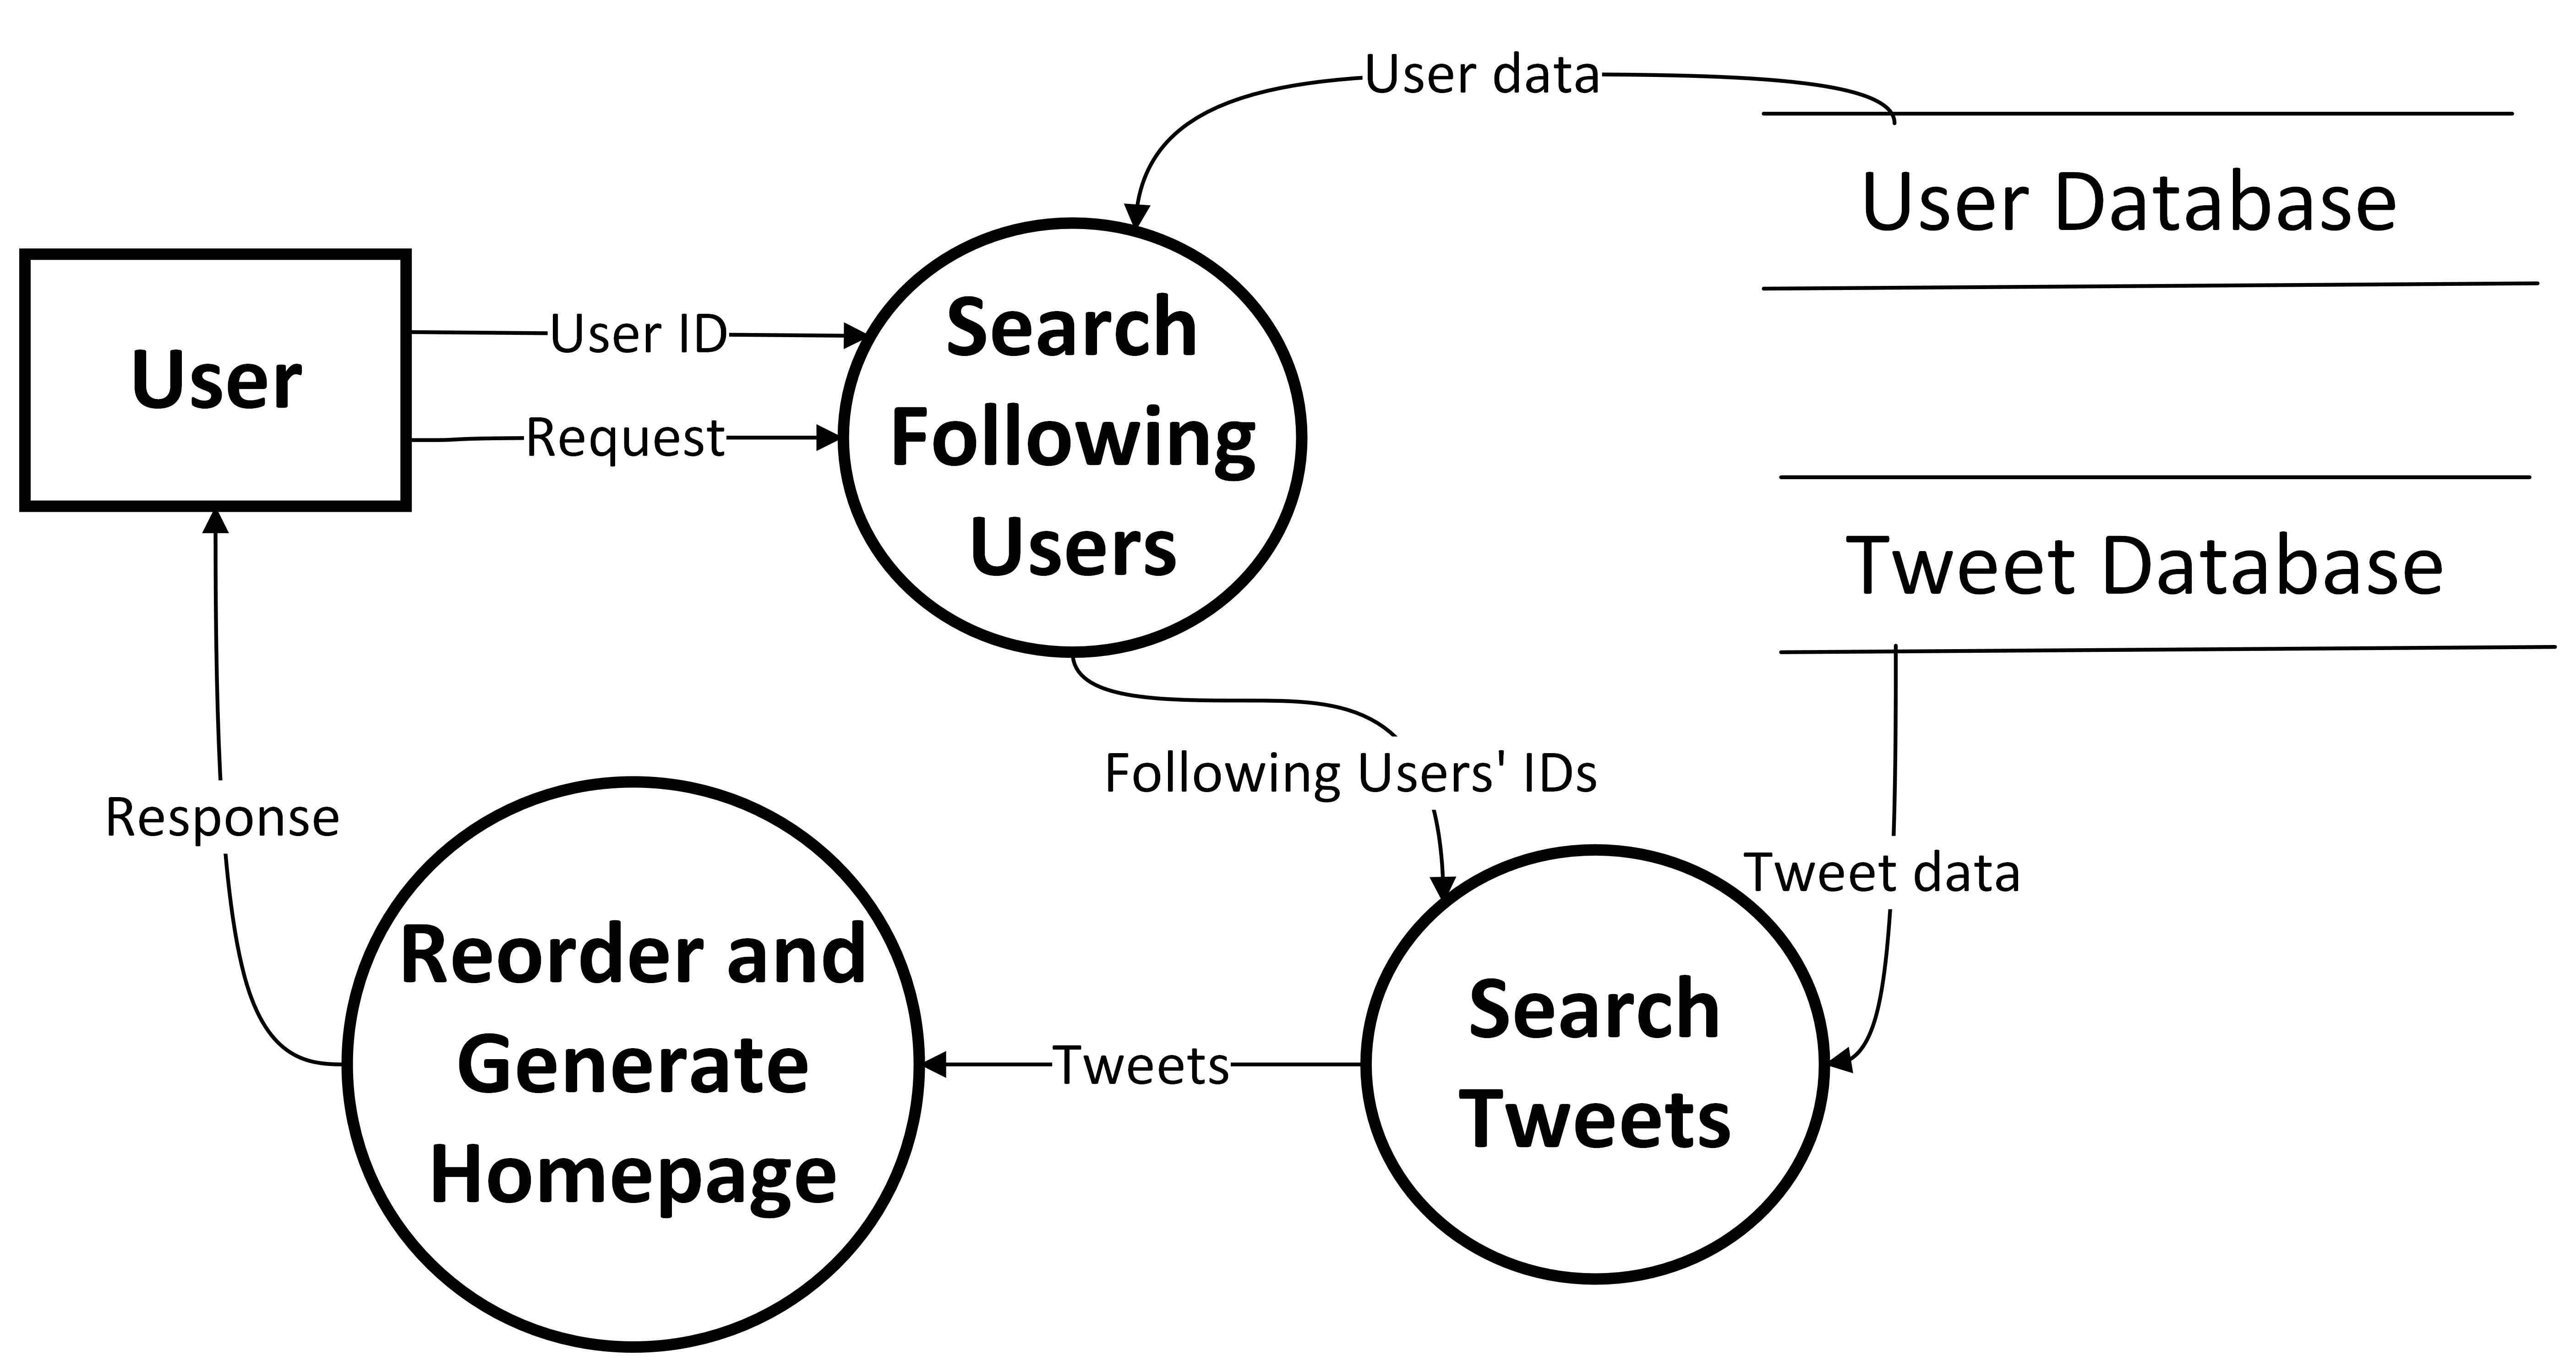 User data
User Database
User
User ID
Request
Search
Following
Users
Tweet Database
Following Users' IDs
Response
Tweet data
Reorder and
Generate
Homepage
Tweets
Search
Tweets